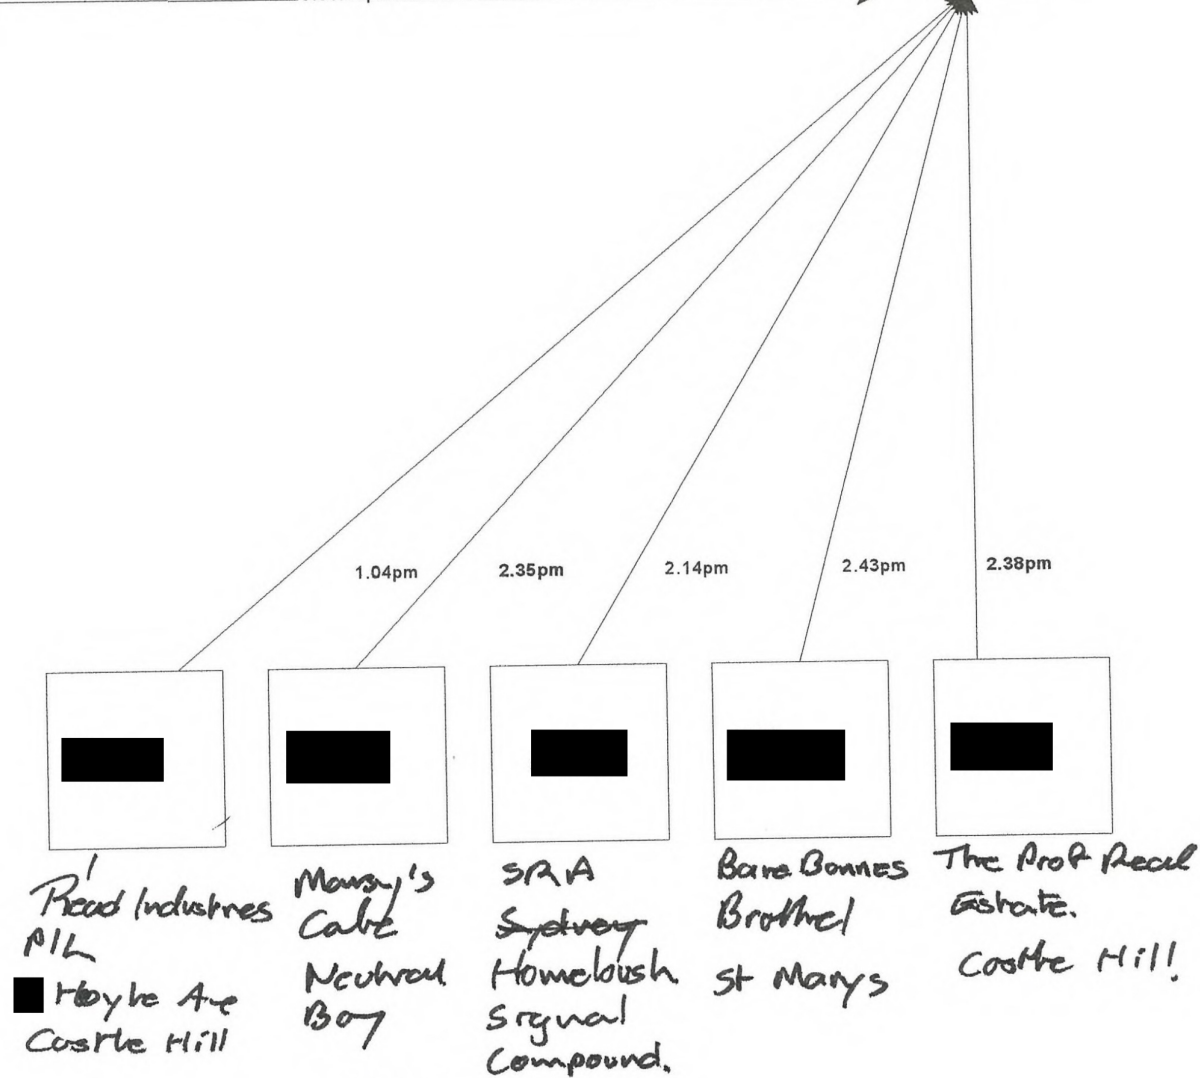 1.04pm
2.35pm
2.14pm
2.43pm
2.38pm
Read Industries
P/L
Hoyle Ave
Castle Hill
Cafe
Neutral
Bay
SRA
Sydney
Homebush
Signal
Compound.
Bare Bonnes
Brothel
St Marys
The Prof Real
Estate.
Castle Hill.